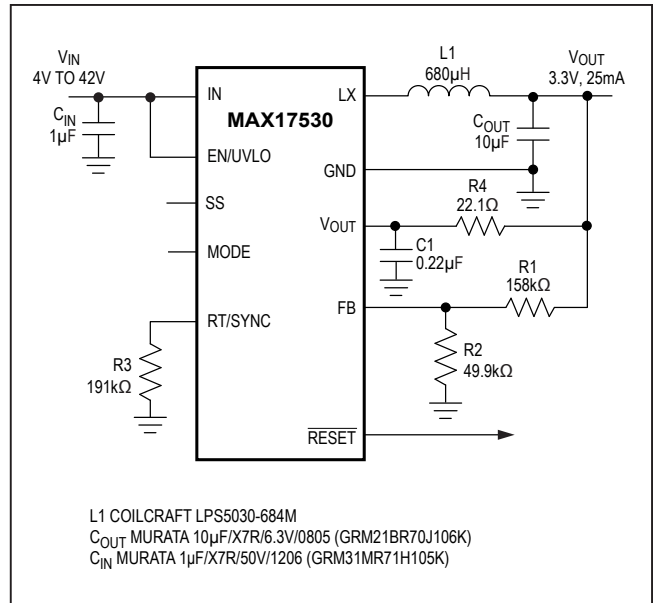 VIN
4V TO 42V
CIN
1µF
IN
EN/UVLO
SS
MODE
RT/SYNC
R3
191kΩ
MAX17530
LX
GND
VOUT
FB
RESET
L1
680µH
VOUT
3.3V, 25mA
COUT
10µF
R4
22.1Ω
C1
0.22µF
R1
158kΩ
R2
49.9kΩ
L1 COILCRAFT LPS5030-684M
COUT MURATA 10µF/X7R/6.3V/0805 (GRM21BR70J106K)
CIN MURATA 1µF/X7R/50V/1206 (GRM31MR71H105K)